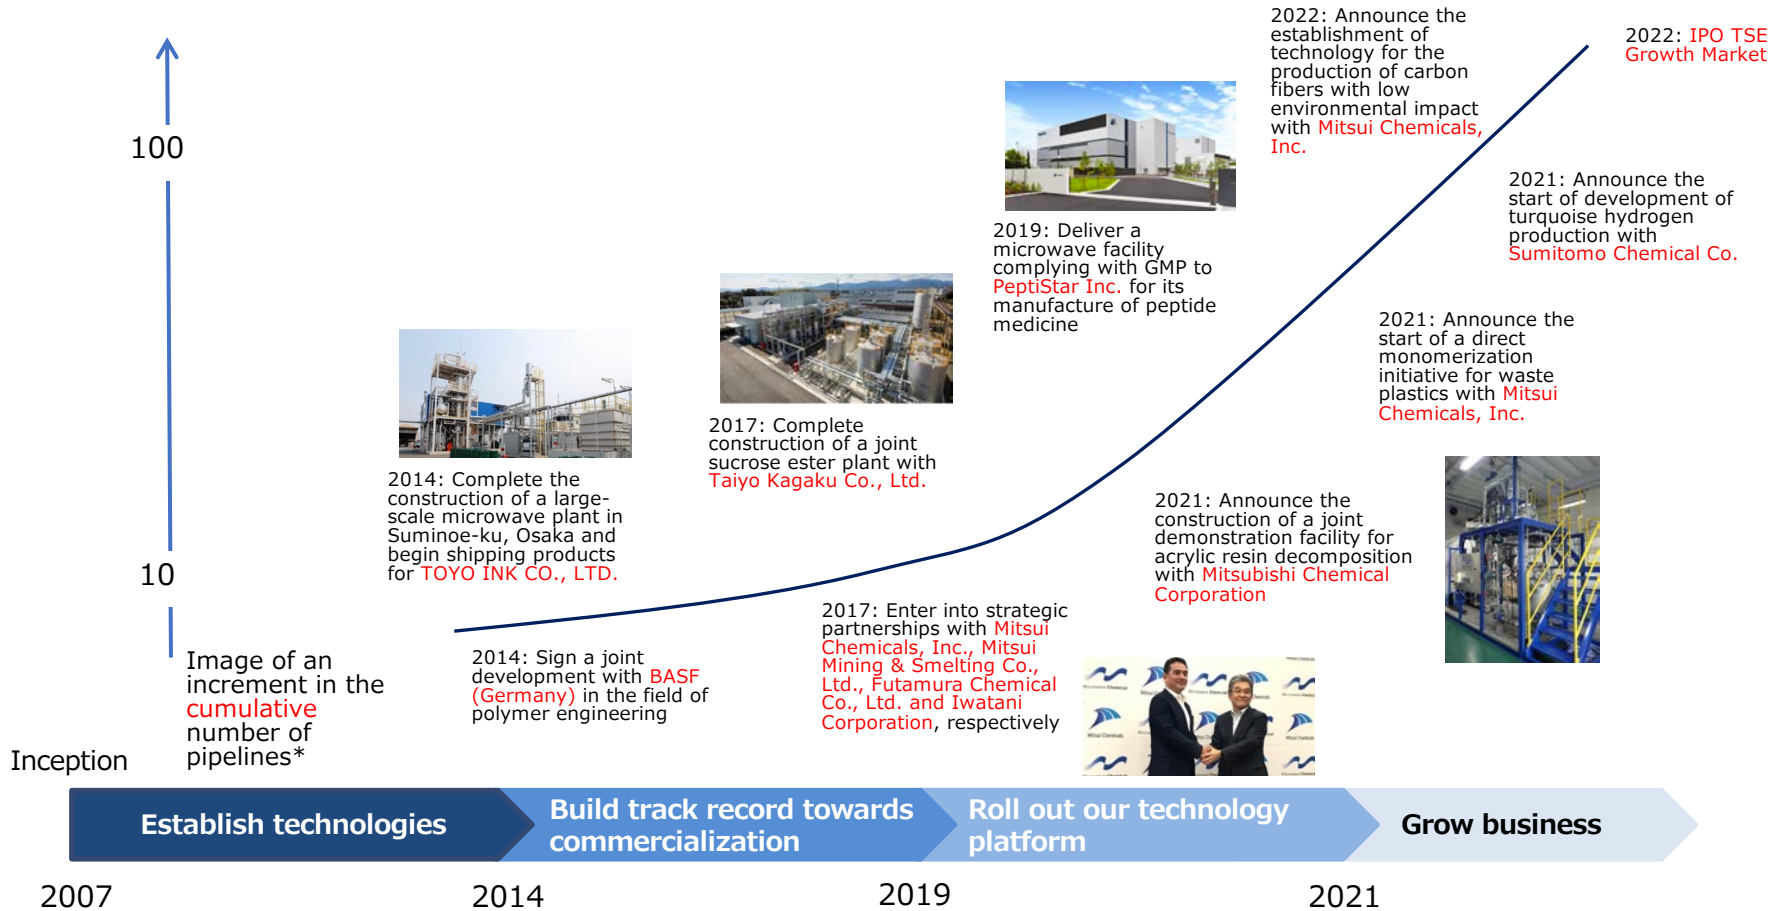 2022: Announce the
establishment of
technology for the
production of carbon
fibers with low
environmental impact
with Mitsui Chemicals,
Inc.
2022: IPO TSE
Growth Market
100
2021: Announce the
start of development of
turquoise hydrogen
production with
Sumitomo Chemical Co.
2019: Deliver a
microwave facility
complying with GMP to
PeptiStar Inc. for its
manufacture of peptide
medicine
2021: Announce the
start of a direct
monomerization
initiative for waste
plastics with Mitsui
Chemicals, Inc.
2017: Complete
construction of a joint
sucrose ester plant with
Taiyo Kagaku Co., Ltd.
2014: Complete the
construction of a large-
scale microwave plant in
Suminoe-ku, Osaka and
begin shipping products
for TOYO INK CO., LTD.
2021: Announce the
construction of a joint
demonstration facility for
acrylic resin decomposition
with Mitsubishi Chemical
Corporation
10
2017: Enter into strategic
partnerships with Mitsui
Chemicals, Inc., Mitsui
Mining & Smelting Co.,
Ltd., Futamura Chemical
Co., Ltd. and Iwatani
Corporation, respectively
Image of an
increment in the
cumulative
number of
pipelines*
2014: Sign a joint
development with BASF
(Germany) in the field of
polymer engineering
Mitsui Chemicals
Inception
Establish technologies
Build track record towards
commercialization
Roll out our technology
platform
Grow business
2007
2014
2019
2021